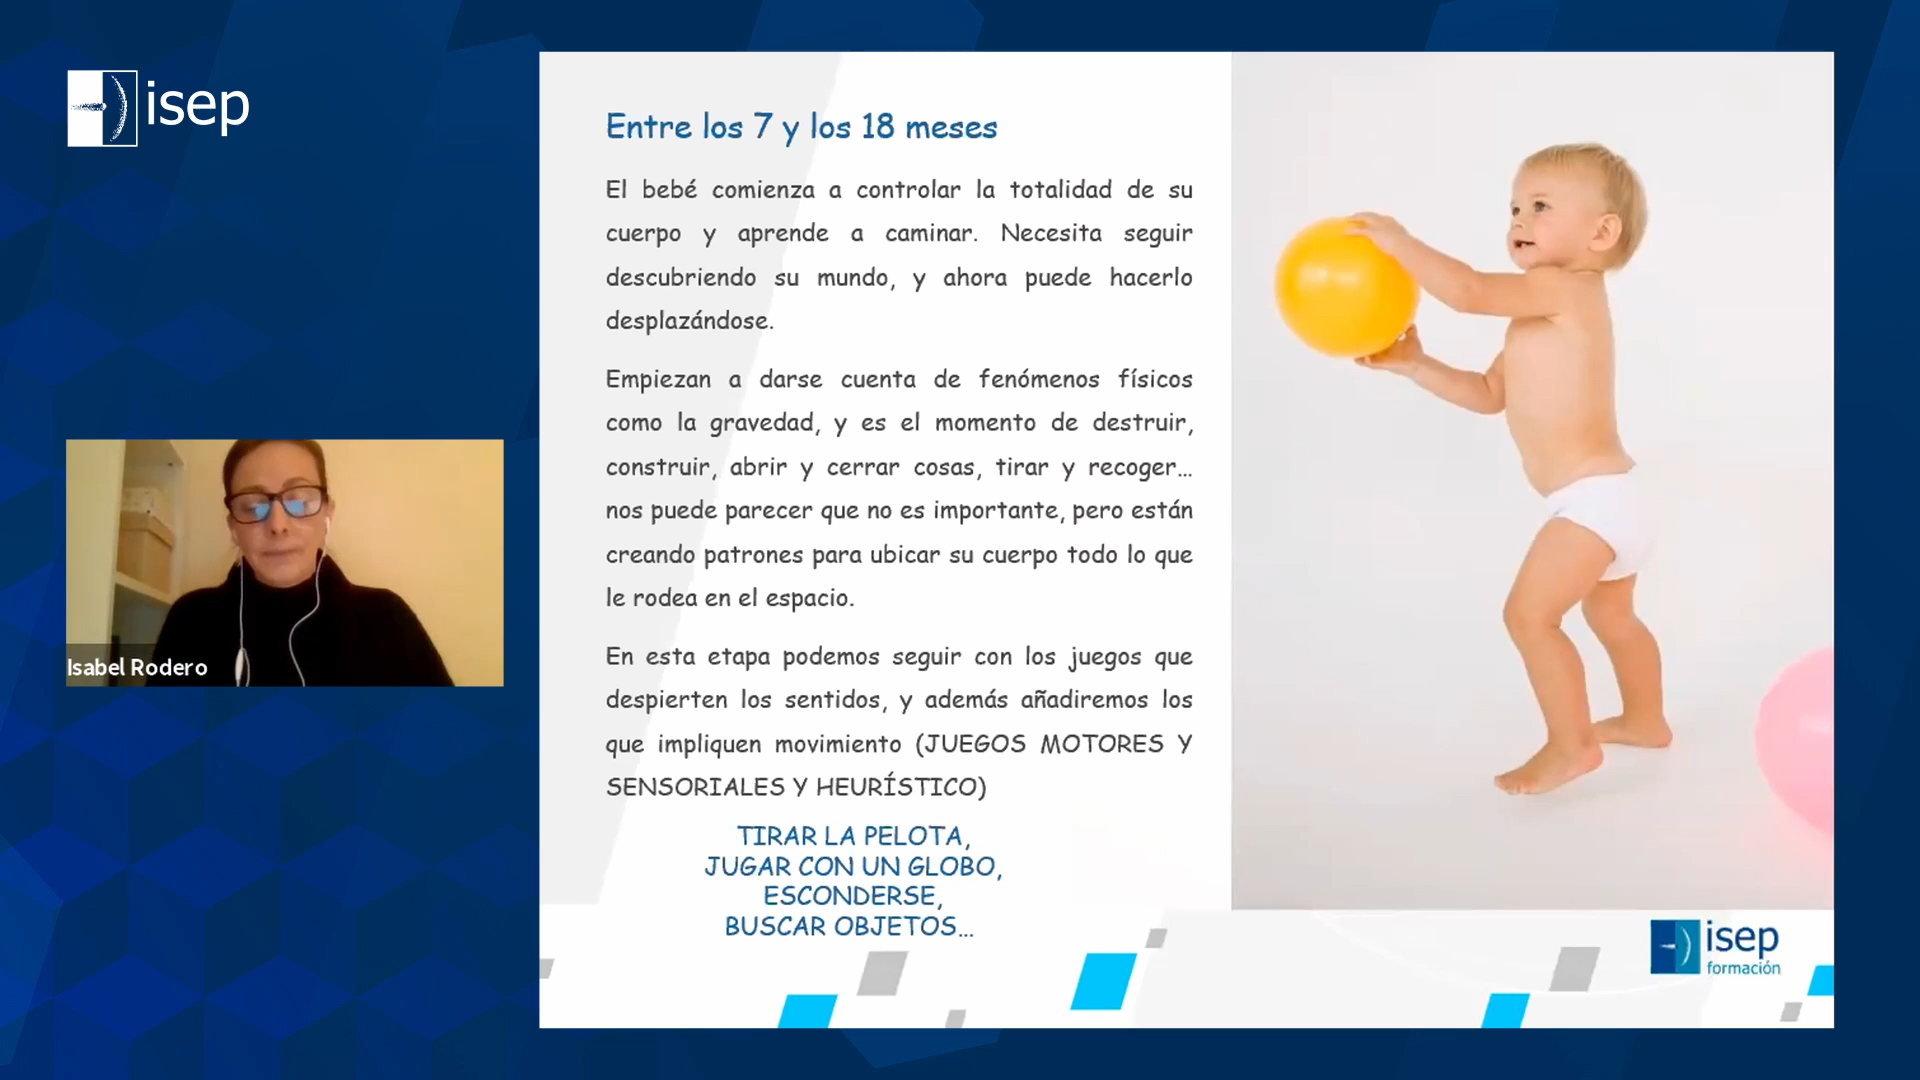 isep
Entre los 7 y los 18 meses
El bebé comienza a controlar la totalidad de su
cuerpo y aprende a caminar. Necesita seguir
descubriendo su mundo, y ahora puede hacerlo
desplazándose.
Empiezan a darse cuenta de fenómenos físicos
como la gravedad, y es el momento de destruir,
construir, abrir y cerrar cosas, tirar y recoger...
nos puede parecer que no es importante, pero están
creando patrones para ubicar su cuerpo todo lo que
le rodea en el espacio.
En esta etapa podemos seguir con los juegos que
despierten los sentidos, y además añadiremos los
que impliquen movimiento (JUEGOS MOTORES Y
SENSORIALES Y HEURÍSTICO)
TIRAR LA PELOTA,
JUGAR CON UN GLOBO,
ESCONDERSE,
BUSCAR OBJETOS...
Isabel Rodero
isep
formación